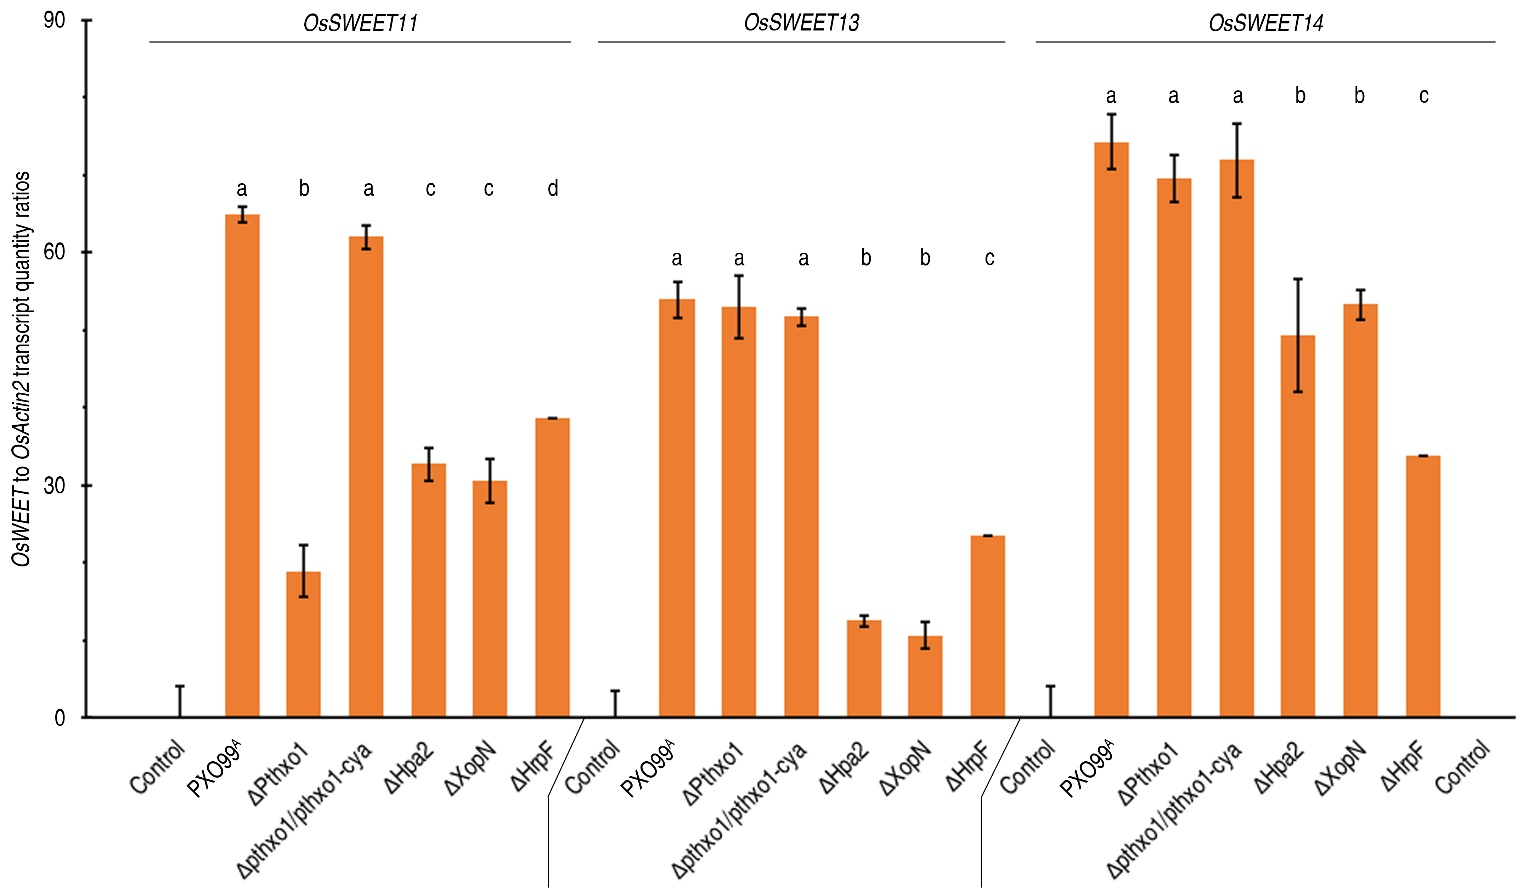 OsSWEET11 OsSWEET13 OsSWEET14
OsWEET to OsActin2 transcript quantity ratios
90
60
30
0
a b a c c d
a a a b b c
a a a b b c
Control PXO99ᴬ ΔPthxo1 Δpthxo1/pthxo1-cya ΔHpa2 ΔXopN ΔHrpF
Control PXO99ᴬ ΔPthxo1 Δpthxo1/pthxo1-cya ΔHpa2 ΔXopN ΔHrpF
Control PXO99ᴬ ΔPthxo1 Δpthxo1/pthxo1-cya ΔHpa2 ΔXopN ΔHrpF Control